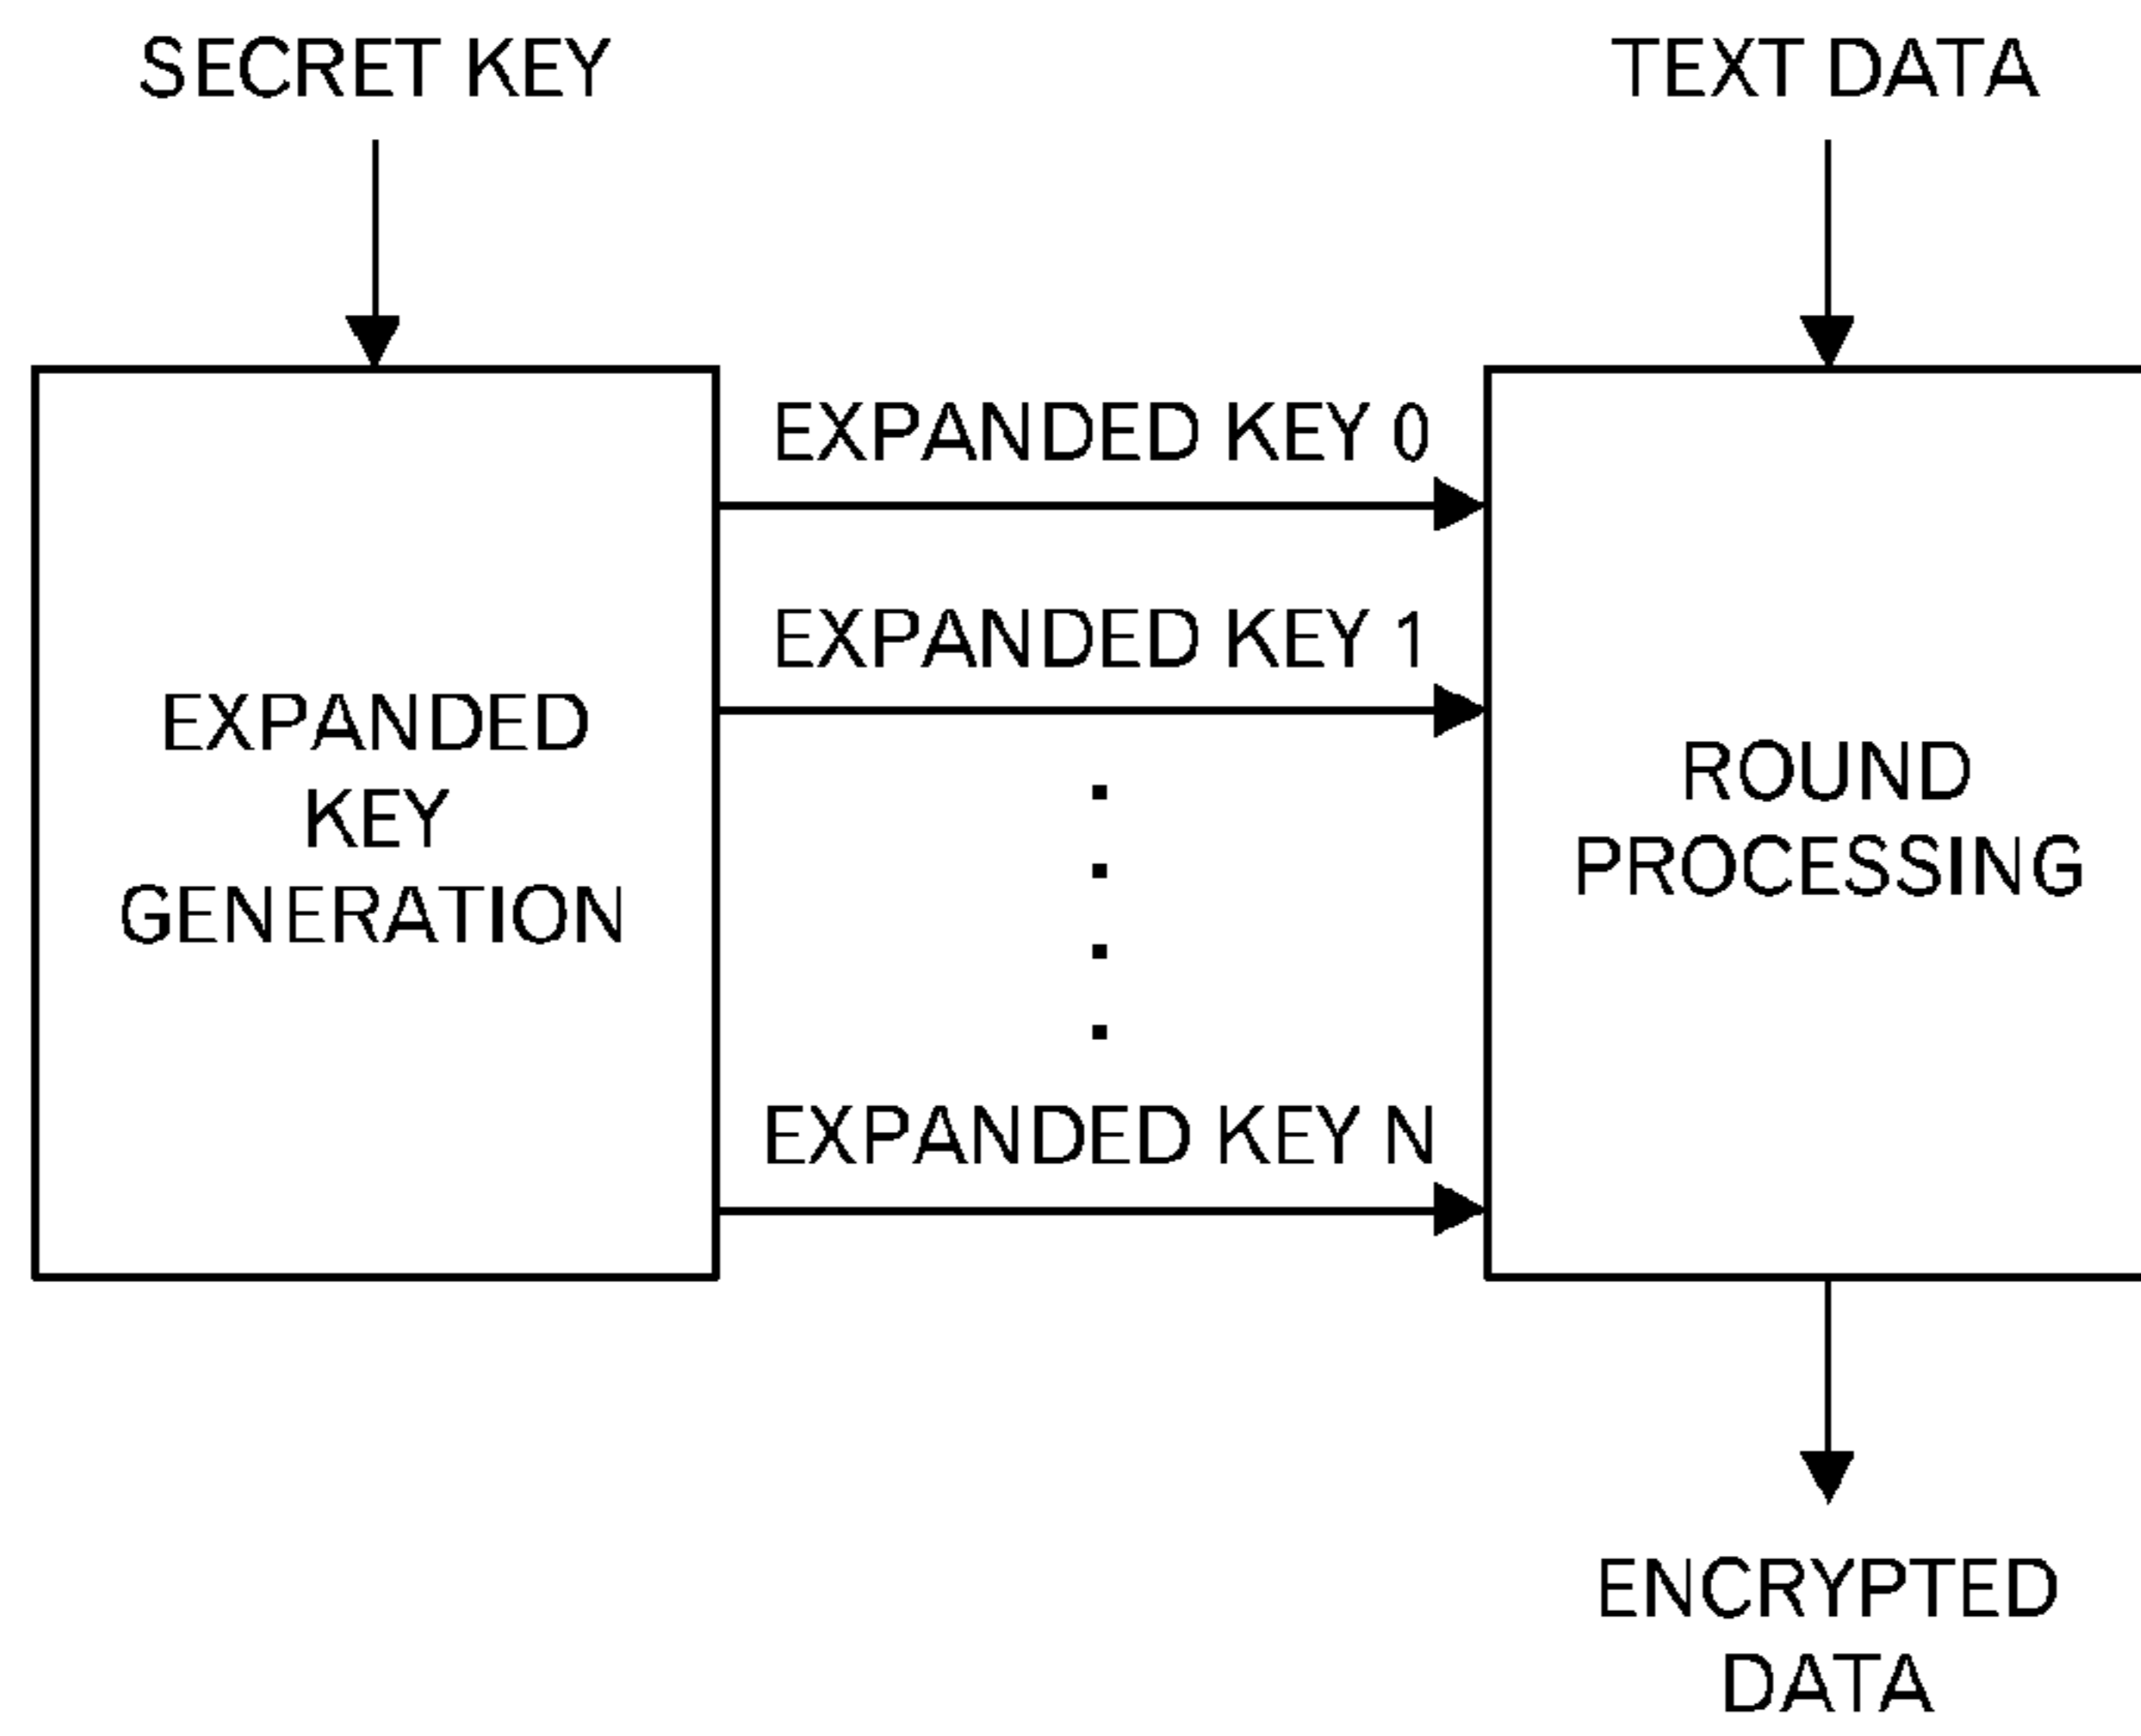 SECRET KEY
TEXT DATA
EXPANDED KEY 0
EXPANDED KEY 1
EXPANDED
KEY
GENERATION
ROUND
PROCESSING
EXPANDED KEY N
ENCRYPTED
DATA